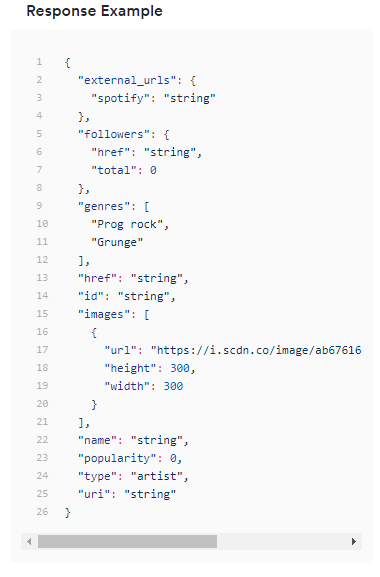 Response Example
1 {
2 "external_urls": {
3 "spotify": "string"
4 },
5 "followers": {
6 "href": "string",
7 "total": 0
8 },
9 "genres": [
10 "Prog rock",
11 "Grunge"
12 ],
13 "href": "string",
14 "id": "string",
15 "images": [
16 {
17 "url": "https://i.scdn.co/image/ab67616
18 "height": 300,
19 "width": 300
20 }
21 ],
22 "name": "string",
23 "popularity": 0,
24 "type": "artist",
25 "uri": "string"
26 }